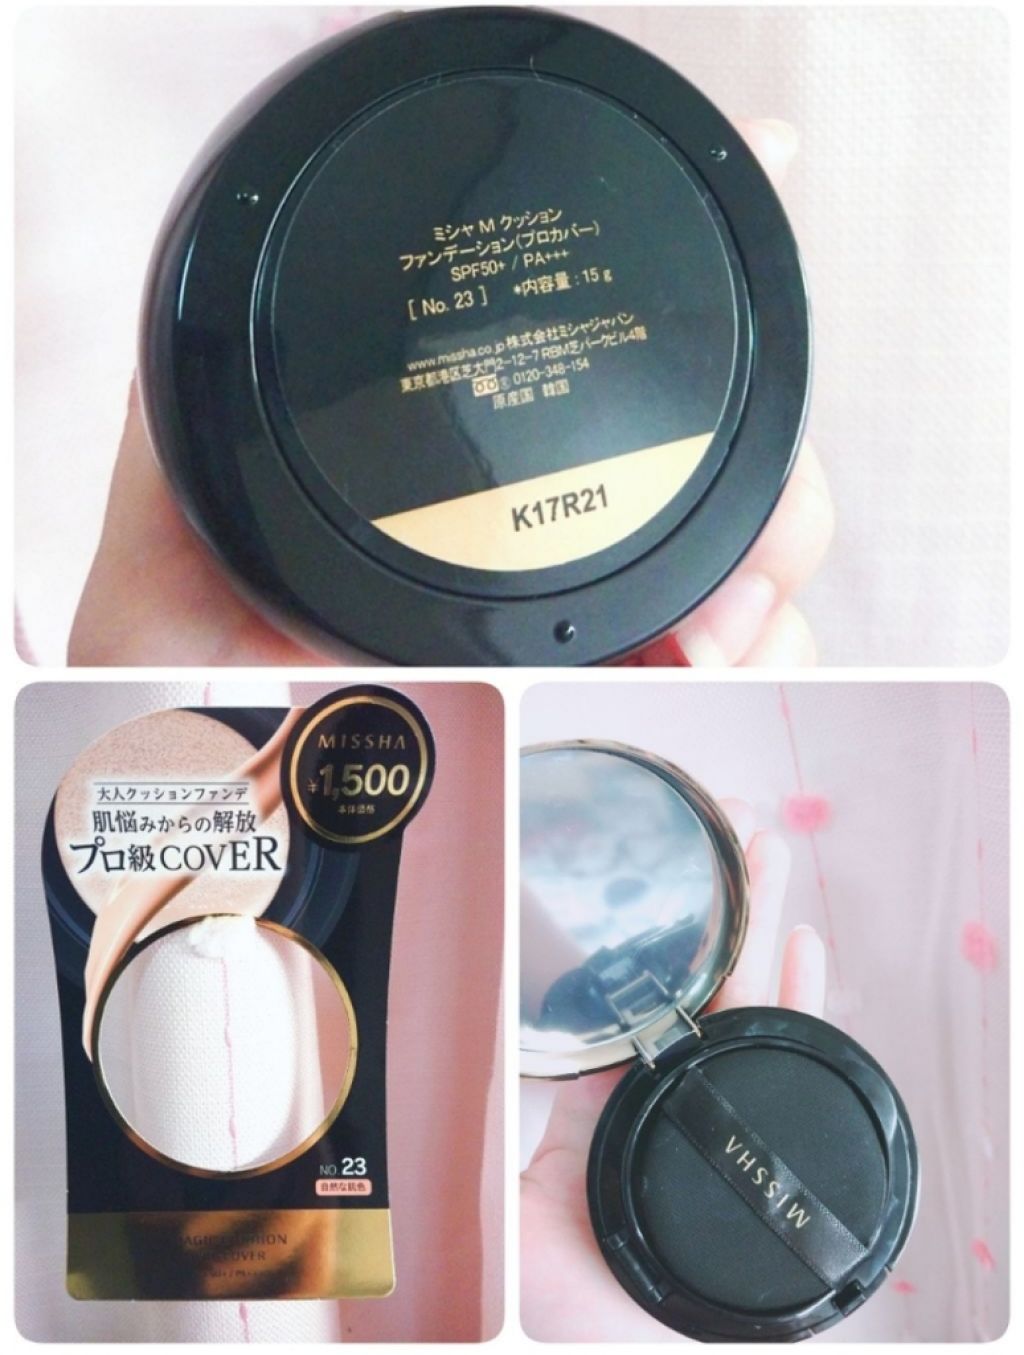 ミシャ M クッション
ファンデーション(プロカバー)
SPF50+ / PA+++
[ No. 23 ] *内容量 : 15 g
www.missha.co.jp 株式会社ミシャジャパン
東京都港区芝大門2-12-7 RBM芝パークビル4階
0120-348-154
原産国 韓国
K17R21
MISSHA
¥1,500
本体価格
大人クッションファンデ
肌悩みからの解放
プロ級COVER
NO.23
自然な肌色
COVER
MISSHA